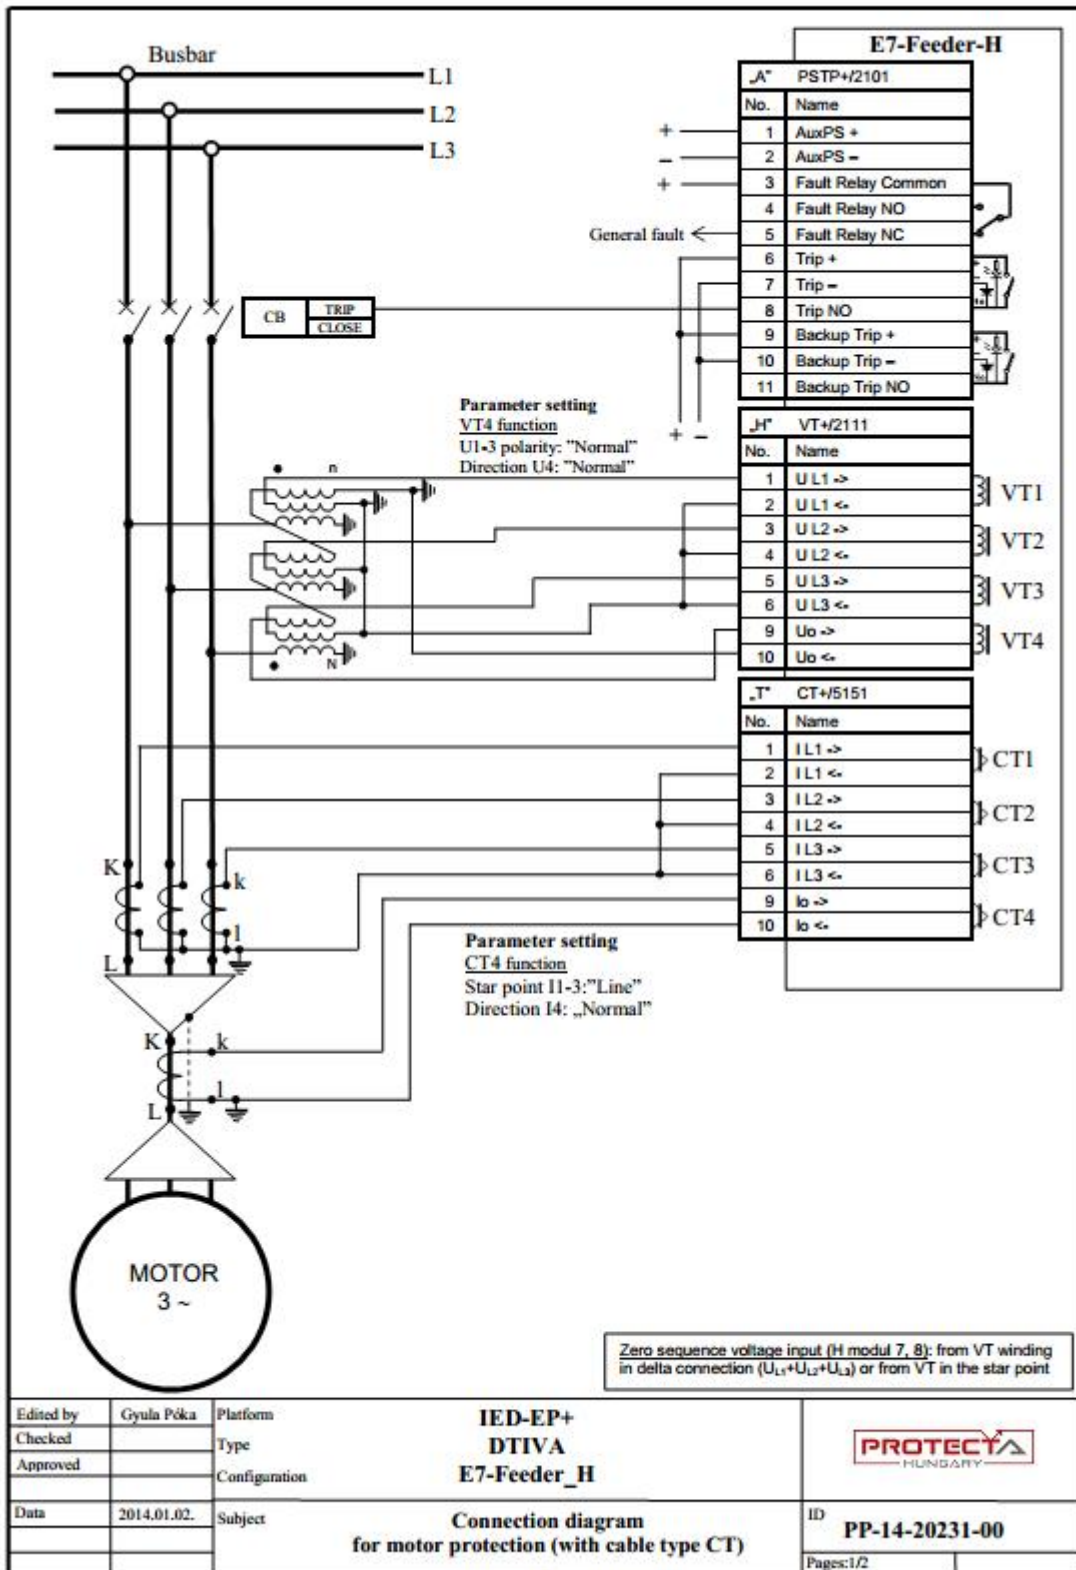 Busbar
L1
L2
L3
E7-Feeder-H
„A" PSTP+/2101
No. Name
1 AuxPS +
2 AuxPS –
3 Fault Relay Common
4 Fault Relay NO
5 Fault Relay NC
6 Trip +
7 Trip –
8 Trip NO
9 Backup Trip +
10 Backup Trip –
11 Backup Trip NO
+
–
+
General fault
CB TRIP
CLOSE
+ –
Parameter setting
VT4 function
U1-3 polarity: "Normal"
Direction U4: "Normal"
„H" VT+/2111
No. Name
1 U L1 ->
2 U L1 <-
3 U L2 ->
4 U L2 <-
5 U L3 ->
6 U L3 <-
9 Uo ->
10 Uo <-
VT1
VT2
VT3
VT4
n
N
„T" CT+/5151
No. Name
1 I L1 ->
2 I L1 <-
3 I L2 ->
4 I L2 <-
5 I L3 ->
6 I L3 <-
9 Io ->
10 Io <-
CT1
CT2
CT3
CT4
K
k
l
L
Parameter setting
CT4 function
Star point I1-3:"Line"
Direction I4: „Normal"
K
k
l
L
MOTOR
3 ~
Zero sequence voltage input (H modul 7, 8): from VT winding
in delta connection (UL1+UL2+UL3) or from VT in the star point
Edited by Gyula Póka
Checked
Approved
Data 2014.01.02.
Platform IED-EP+
Type DTIVA
Configuration E7-Feeder_H
Subject Connection diagram
for motor protection (with cable type CT)
PROTECTA
HUNGARY
ID
PP-14-20231-00
Pages:1/2